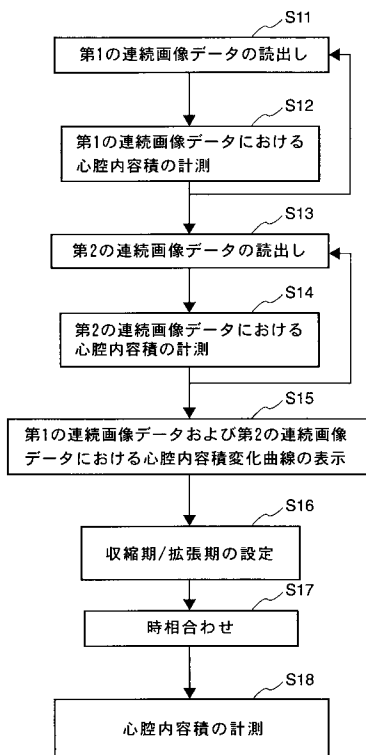 S11
第1の連続画像データの読出し
S12
第1の連続画像データにおける
心腔内容積の計測
S13
第2の連続画像データの読出し
S14
第2の連続画像データにおける
心腔内容積の計測
S15
第1の連続画像データおよび第2の連続画像
データにおける心腔内容積変化曲線の表示
S16
収縮期/拡張期の設定
S17
時相合わせ
S18
心腔内容積の計測